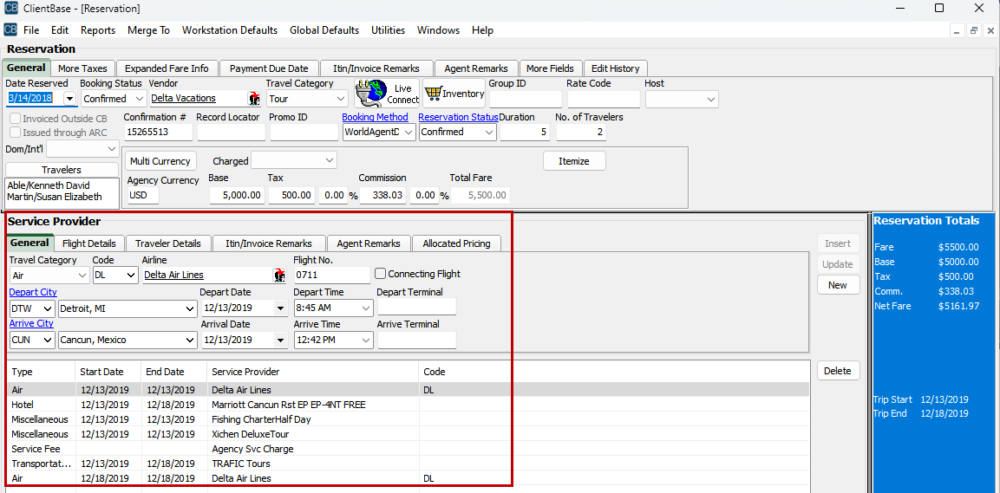 CB ClientBase - [Reservation]
CB File Edit Reports Merge To Workstation Defaults Global Defaults Utilities Windows Help
Reservation
General More Taxes Expanded Fare Info Payment Due Date Itin/Invoice Remarks Agent Remarks More Fields Edit History
Date Reserved Booking Status Vendor Travel Category Live Connect Inventory Group ID Rate Code Host
3/14/2018 Confirmed Delta Vacations Tour
Invoiced Outside CB Confirmation # Record Locator Promo ID Booking Method Reservation Status Duration No. of Travelers
Issued through ARC 15265513 WorldAgentD Confirmed 5 2
Dom/Int'l
Multi Currency Charged Itemize
Travelers
Agency Currency Base Tax Commission Total Fare
Able/Kenneth David
Martin/Susan Elizabeth
USD 5,000.00 500.00 0.00 % 338.03 0.00 % 5,500.00
Service Provider
General Flight Details Traveler Details Itin/Invoice Remarks Agent Remarks Allocated Pricing
Travel Category Code Airline Flight No.
Air DL Delta Air Lines 0711 Connecting Flight
Depart City Depart Date Depart Time Depart Terminal
DTW Detroit, MI 12/13/2019 8:45 AM
Arrive City Arrival Date Arrive Time Arrive Terminal
CUN Cancun, Mexico 12/13/2019 12:42 PM
Insert
Update
New
Type Start Date End Date Service Provider Code
Air 12/13/2019 12/13/2019 Delta Air Lines DL
Hotel 12/13/2019 12/18/2019 Marriott Cancun Rst EP EP-4NT FREE
Miscellaneous 12/13/2019 12/13/2019 Fishing CharterHalf Day
Miscellaneous 12/13/2019 12/13/2019 Xichen DeluxeTour
Service Fee Agency Svc Charge
Transportat... 12/13/2019 12/18/2019 TRAFIC Tours
Air 12/18/2019 12/18/2019 Delta Air Lines DL
Delete
Reservation Totals
Fare $5500.00
Base $5000.00
Tax $500.00
Comm. $338.03
Net Fare $5161.97
Trip Start 12/13/2019
Trip End 12/18/2019